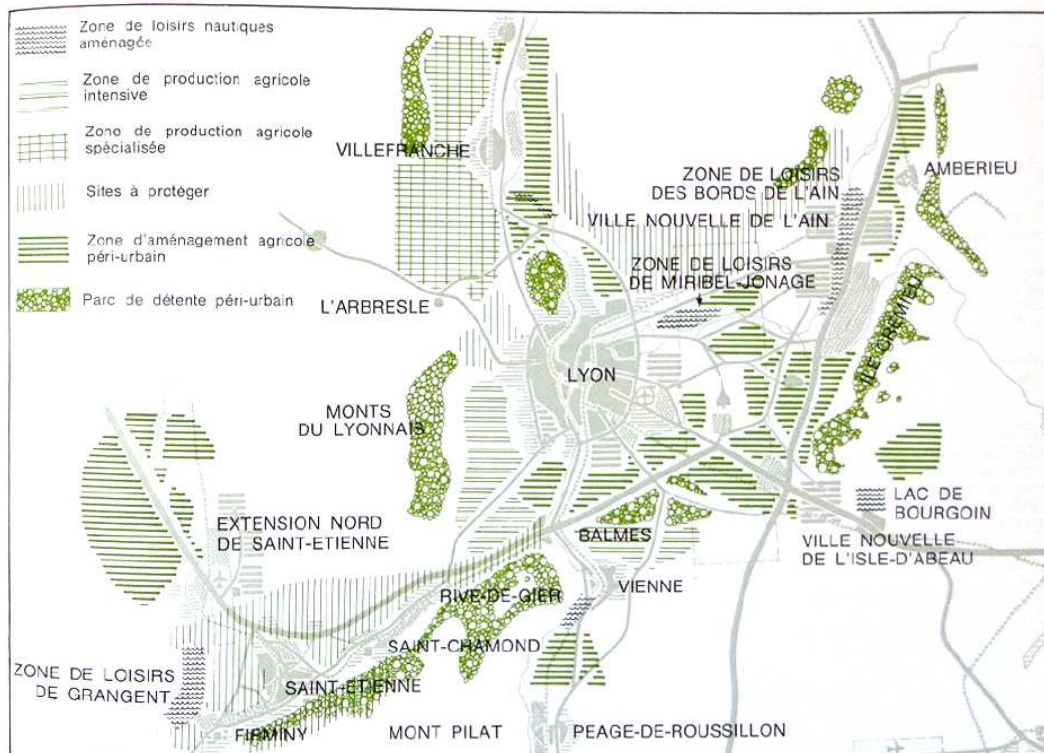 Zone de loisirs nautiques
aménagée
Zone de production agricole
intensive
Zone de production agricole
spécialisée
Sites à protéger
Zone d'aménagement agricole
péri-urbain
Parc de détente péri-urbain
VILLEFRANCHE
AMBERIEU
ZONE DE LOISIRS
DES BORDS DE L'AIN
VILLE NOUVELLE DE L'AIN
ZONE DE LOISIRS
DE MIRIBEL-JONAGE
L'ARBRESLE
ILE CREMIEU
LYON
MONTS
DU LYONNAIS
LAC DE
BOURGOIN
EXTENSION NORD
DE SAINT-ETIENNE
BALMES
VILLE NOUVELLE
DE L'ISLE-D'ABEAU
VIENNE
RIVE-DE-GIER
SAINT-CHAMOND
ZONE DE LOISIRS
DE GRANGENT
SAINT-ETIENNE
FIRMINY
MONT PILAT
PEAGE-DE-ROUSSILLON